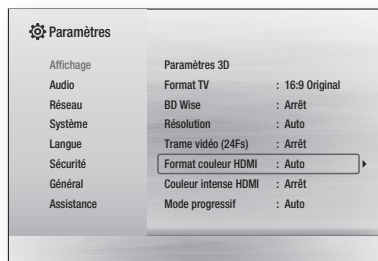 Paramètres
Affichage
Audio
Réseau
Système
Langue
Sécurité
Général
Assistance
Paramètres 3D
Format TV : 16:9 Original
BD Wise : Arrêt
Résolution : Auto
Trame vidéo (24Fs) : Arrêt
Format couleur HDMI : Auto
Couleur intense HDMI : Arrêt
Mode progressif : Auto